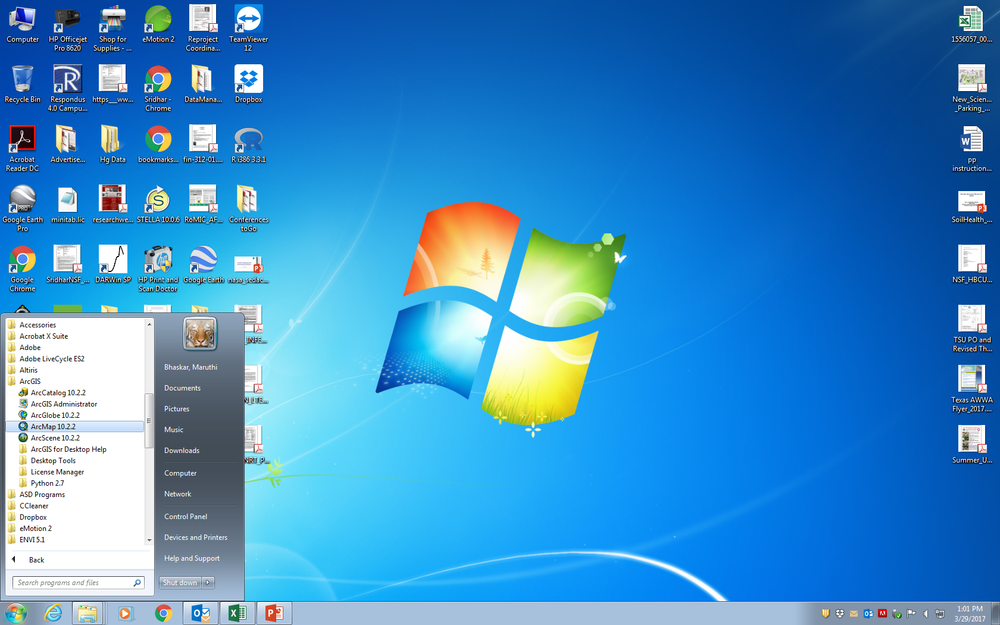 Computer
HP Officejet
Pro 8620
Shop for
Supplies - ...
eMotion 2
Reproject
Coordina...
TeamViewer
12
1556057_00...
Recycle Bin
Respondus
4.0 Campu...
https___ww...
Sridhar -
Chrome
DataMana...
Dropbox
New_Scien...
_Parking_...
Acrobat
Reader DC
Advertise...
Hg Data
bookmarks...
fin-312-01....
R i386 3.3.1
pp
instruction...
PRO
Google Earth
Pro
minitab.lic
researchwe...
STELLA 10.0.6
RoMIC_AF...
Conferences
toGo
SoilHealth_...
Google
Chrome
SridharNSF_...
DARWin SP
HP Print and
Scan Doctor
Google Earth
nasa_sedac...
NSF_HBCU...
_INFE...
TSU PO and
Revised Th...
N_LTE...
Texas AWWA
Flyer_2017....
NRT_P...
Summer_U...
Accessories
Acrobat X Suite
Adobe
Adobe LiveCycle ES2
Altiris
ArcGIS
ArcCatalog 10.2.2
ArcGIS Administrator
ArcGlobe 10.2.2
ArcMap 10.2.2
ArcScene 10.2.2
ArcGIS for Desktop Help
Desktop Tools
License Manager
Python 2.7
ASD Programs
CCleaner
Dropbox
eMotion 2
ENVI 5.1
Back
Search programs and files
Bhaskar, Maruthi
Documents
Pictures
Music
Downloads
Computer
Network
Control Panel
Devices and Printers
Help and Support
Shut down
1:01 PM
3/29/2017